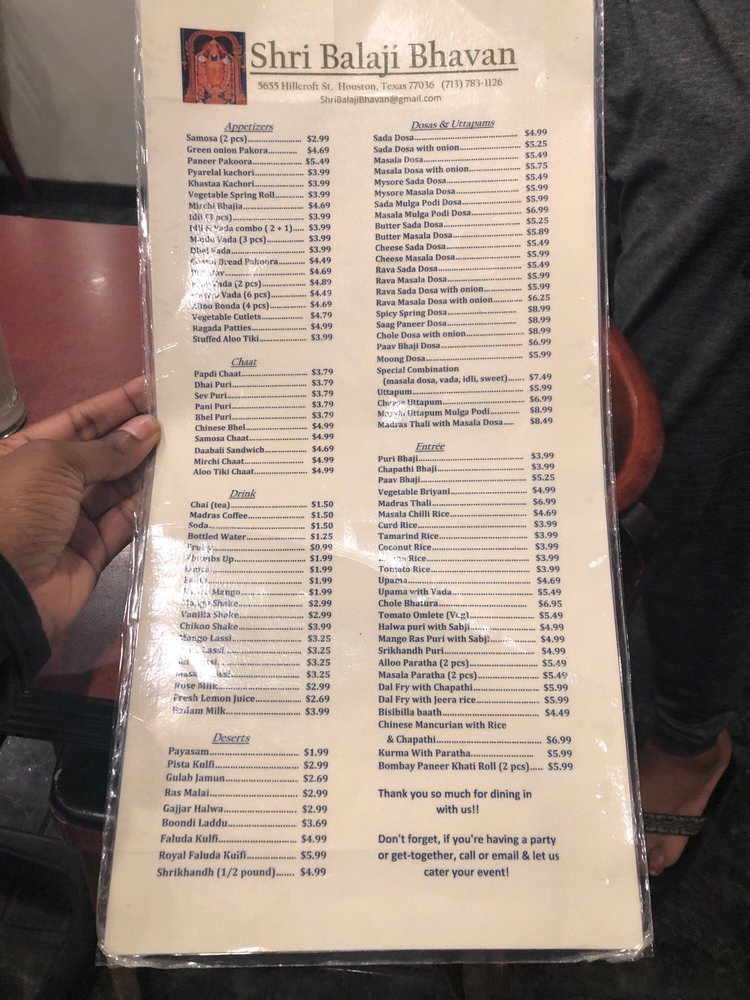 Shri Balaji Bhavan
5655 Hillcroft St. Houston, Texas 77036 (713) 783-1126
ShriBalajiBhavan@gmail.com
Appetizers
Samosa (2 pcs) $2.99
Green onion Pakora $4.69
Paneer Pakoora $5.49
Pyarelal kachori $3.99
Khastaa Kachori $3.99
Vegetable Spring Roll $3.99
Mirchi Bhajia $4.69
Idli (3 pcs) $3.99
Idli & Vada combo ( 2 + 1) $3.99
Vada (3 pcs) $3.99
Dhai Vada $3.99
Bread Pakoora $4.49
$4.69
Vada (2 pcs) $4.89
Vada (6 pcs) $4.49
Aloo Bonda (4 pcs) $4.69
Vegetable Cutlets $4.79
Ragada Patties $4.99
Stuffed Aloo Tiki $3.99
Chaat
Papdi Chaat $3.79
Dhai Puri $3.79
Sev Puri $3.79
Pani Puri $3.79
Bhel Puri $3.79
Chinese Bhel $4.99
Samosa Chaat $4.99
Daabali Sandwich $4.69
Mirchi Chaat $4.99
Aloo Tiki Chaat $4.99
Drink
Chai (tea) $1.50
Madras Coffee $1.50
Soda $1.50
Bottled Water $1.25
$0.99
Thumbs Up $1.99
$1.99
$1.99
Mango $1.99
Mango Shake $2.99
Vanilla Shake $2.99
Chikoo Shake $3.99
Mango Lassi $3.25
Lassi $3.25
$3.25
$3.25
Rose Milk $2.99
Fresh Lemon Juice $2.69
Badam Milk $3.99
Deserts
Payasam $1.99
Pista Kulfi $2.99
Gulab Jamun $2.69
Ras Malai $2.99
Gajjar Halwa $2.99
Boondi Laddu $3.69
Faluda Kulfi $4.99
Royal Faluda Kuifi $5.99
Shrikhandh (1/2 pound) $4.99
Dosas & Uttapams
Sada Dosa $4.99
Sada Dosa with onion $5.25
Masala Dosa $5.49
Masala Dosa with onion $5.75
Mysore Sada Dosa $5.49
Mysore Masala Dosa $5.99
Sada Mulga Podi Dosa $5.99
Masala Mulga Podi Dosa $6.99
Butter Sada Dosa $5.25
Butter Masala Dosa $5.89
Cheese Sada Dosa $5.49
Cheese Masala Dosa $5.99
Rava Sada Dosa $5.49
Rava Masala Dosa $5.99
Rava Sada Dosa with onion $5.99
Rava Masala Dosa with onion $6.25
Spicy Spring Dosa $8.99
Saag Paneer Dosa $8.99
Chole Dosa with onion $8.99
Paav Bhaji Dosa $6.99
Moong Dosa $5.99
Special Combination
(masala dosa, vada, idli, sweet) $7.49
Uttapum $5.99
Cheese Uttapum $6.99
Masala Uttapum Mulga Podi $8.99
Madras Thali with Masala Dosa $8.49
Entrée
Puri Bhaji $3.99
Chapathi Bhaji $3.99
Paav Bhaji $5.25
Vegetable Briyani $4.99
Madras Thali $6.99
Masala Chilli Rice $4.69
Curd Rice $3.99
Tamarind Rice $3.99
Coconut Rice $3.99
Rice $3.99
Tomato Rice $3.99
Upama $4.69
Upama with Vada $5.49
Chole Bhatura $6.95
Tomato Omlete (Veg) $5.49
Halwa puri with Sabji $4.99
Mango Ras Puri with Sabji $4.99
Srikhandh Puri $4.99
Alloo Paratha (2 pcs) $5.49
Masala Paratha (2 pcs) $5.49
Dal Fry with Chapathi $5.99
Dal Fry with Jeera rice $5.99
Bisibilla baath $4.49
Chinese Mancurian with Rice
& Chapathi $6.99
Kurma With Paratha $5.99
Bombay Paneer Khati Roll (2 pcs) $5.99
Thank you so much for dining in
with us!!
Don't forget, if you're having a party
or get-together, call or email & let us
cater your event!